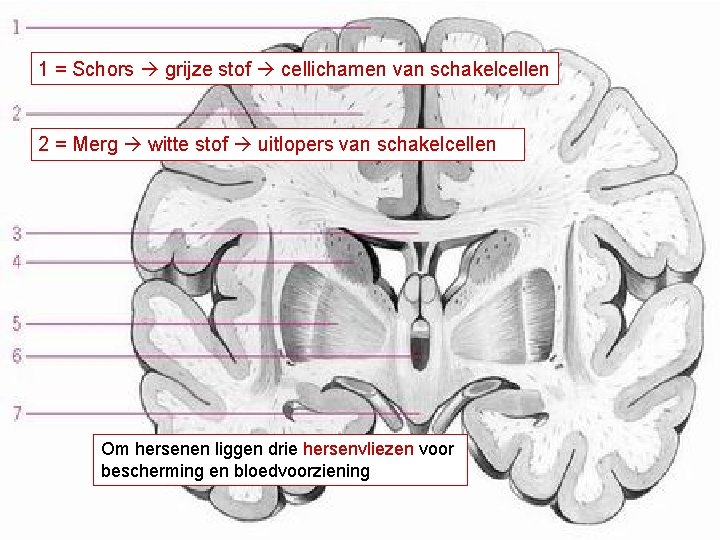 1
1 = Schors → grijze stof → cellichamen van schakelcellen
2
2 = Merg → witte stof → uitlopers van schakelcellen
3
4
5
6
7
Om hersenen liggen drie hersenvliezen voor
bescherming en bloedvoorziening